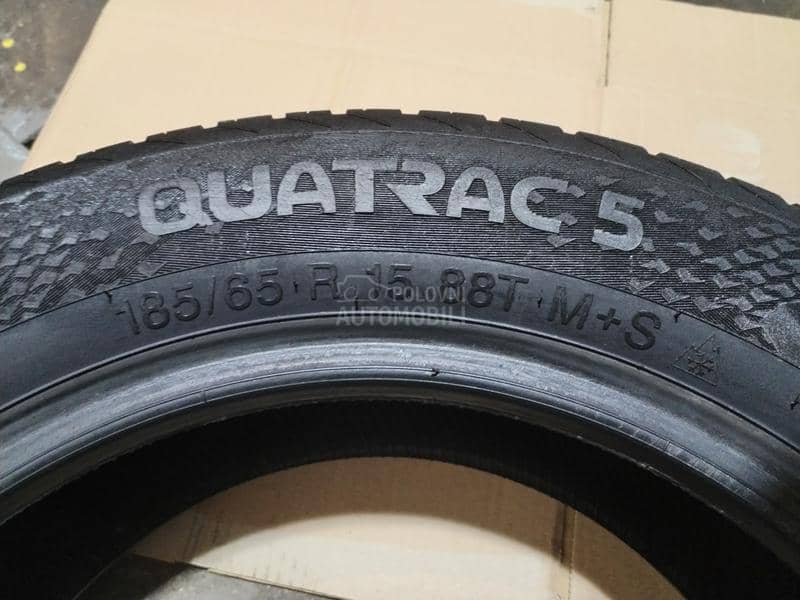 QUATRAC 5
185/65 R 15 88T M+S
POLOVNI
AUTOMOBILI